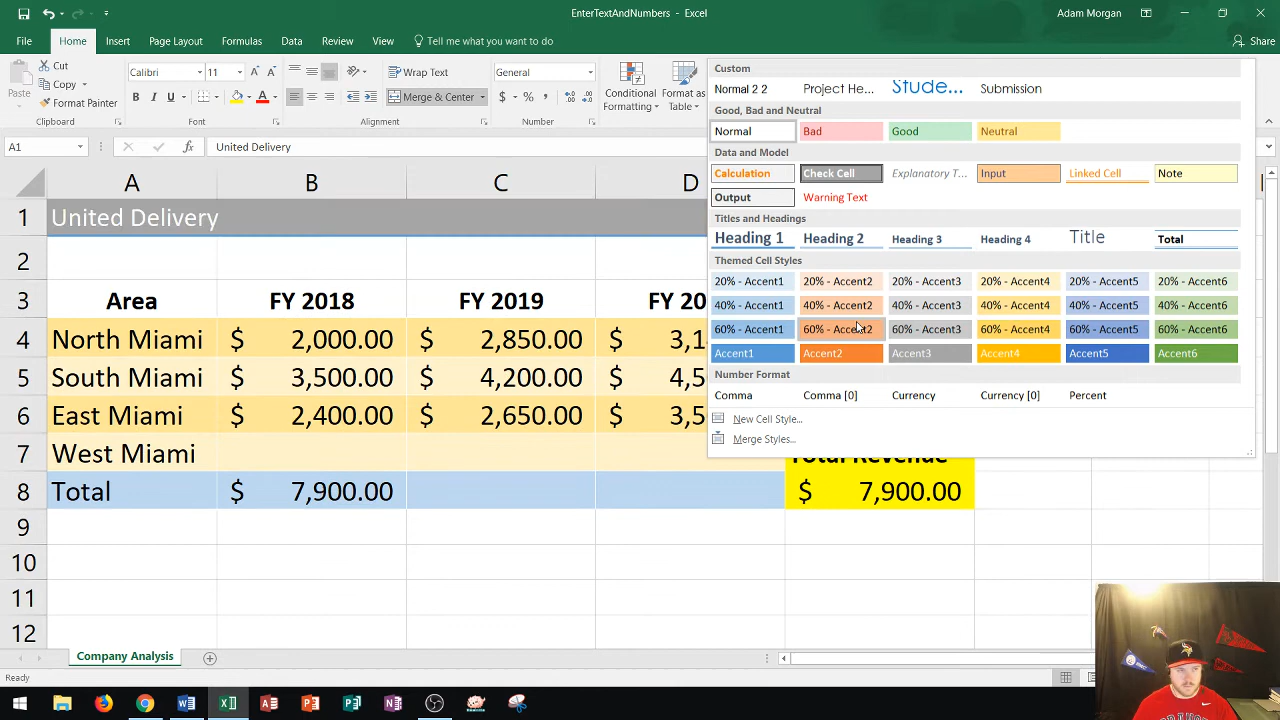 EnterTextAndNumbers - Excel
Adam Morgan
File Home Insert Page Layout Formulas Data Review View Tell me what you want to do Share
Paste
Cut
Copy
Format Painter
Clipboard
Calibri 11
B I U
Font
Wrap Text
Merge & Center
Alignment
General
$ % ,
Number
Conditional Formatting
Format as Table
A1
United Delivery
A B C D
1 United Delivery
2
3 Area FY 2018 FY 2019 FY 20
4 North Miami $ 2,000.00 $ 2,850.00 $ 3,1
5 South Miami $ 3,500.00 $ 4,200.00 $ 4,5
6 East Miami $ 2,400.00 $ 2,650.00 $ 3,5
7 West Miami Total Revenue
8 Total $ 7,900.00 $ 7,900.00
9
10
11
12
Custom
Normal 2 2 Project He... Stude... Submission
Good, Bad and Neutral
Normal Bad Good Neutral
Data and Model
Calculation Check Cell Explanatory T... Input Linked Cell Note
Output Warning Text
Titles and Headings
Heading 1 Heading 2 Heading 3 Heading 4 Title Total
Themed Cell Styles
20% - Accent1 20% - Accent2 20% - Accent3 20% - Accent4 20% - Accent5 20% - Accent6
40% - Accent1 40% - Accent2 40% - Accent3 40% - Accent4 40% - Accent5 40% - Accent6
60% - Accent1 60% - Accent2 60% - Accent3 60% - Accent4 60% - Accent5 60% - Accent6
Accent1 Accent2 Accent3 Accent4 Accent5 Accent6
Number Format
Comma Comma [0] Currency Currency [0] Percent
New Cell Style...
Merge Styles...
Company Analysis
Ready